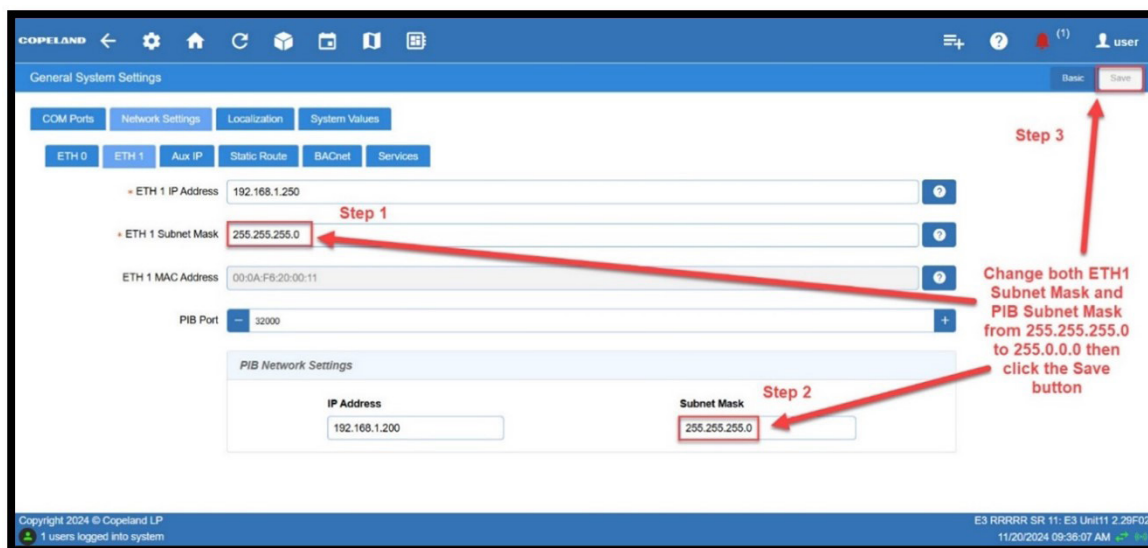 COPELAND
(1)
user
General System Settings
Basic
Save
COM Ports
Network Settings
Localization
System Values
Step 3
ETH 0
ETH 1
Aux IP
Static Route
BACnet
Services
* ETH 1 IP Address
192.168.1.250
?
Step 1
* ETH 1 Subnet Mask
255.255.255.0
?
ETH 1 MAC Address
00:0A:F6:20:00:11
?
Change both ETH1
Subnet Mask and
PIB Subnet Mask
from 255.255.255.0
to 255.0.0.0 then
click the Save
button
PIB Port
−
32000
+
PIB Network Settings
Step 2
IP Address
Subnet Mask
192.168.1.200
255.255.255.0
Copyright 2024 © Copeland LP
1 users logged into system
E3 RRRRR SR 11: E3 Unit11 2.29F02
11/20/2024 09:36:07 AM